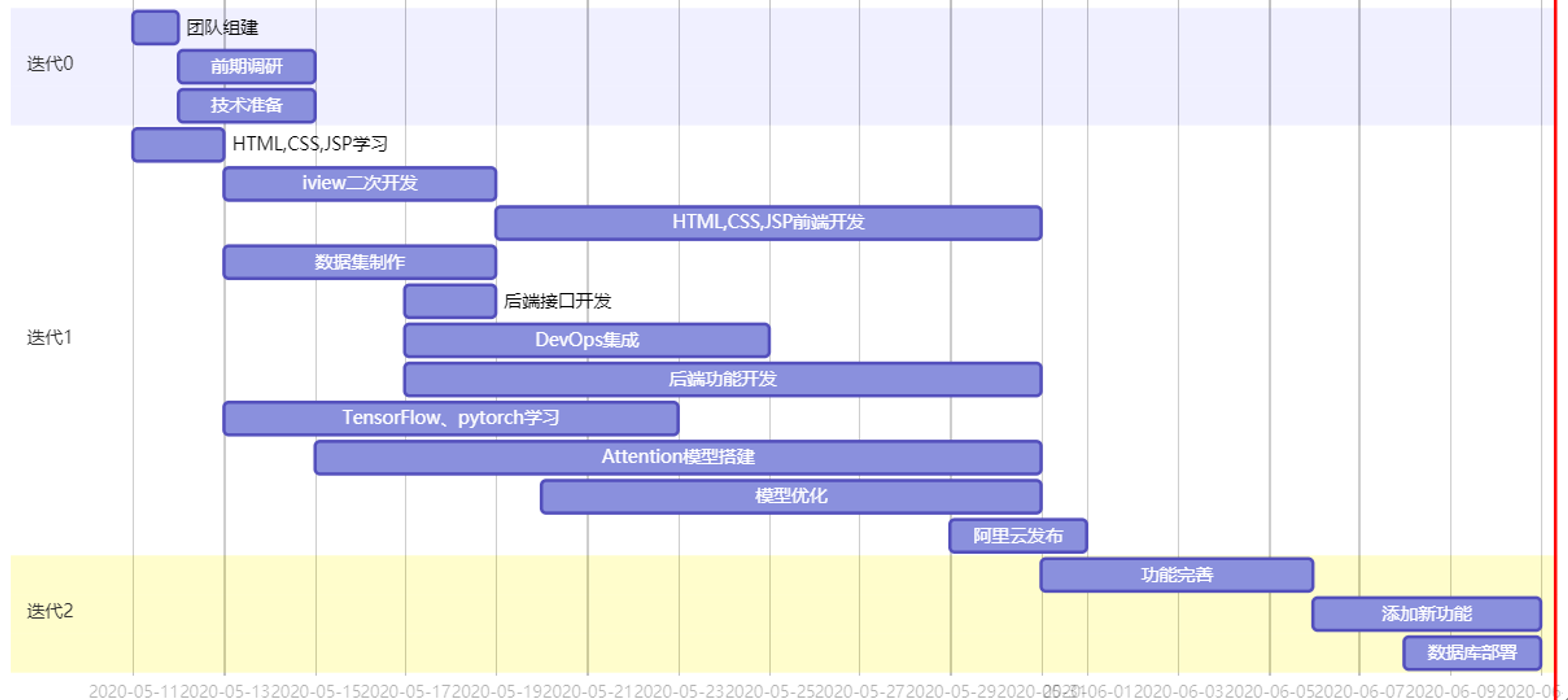 团队组建
迭代0
前期调研
技术准备
HTML,CSS,JSP学习
iview二次开发
HTML,CSS,JSP前端开发
数据集制作
后端接口开发
迭代1
DevOps集成
后端功能开发
TensorFlow、pytorch学习
Attention模型搭建
模型优化
阿里云发布
功能完善
迭代2
添加新功能
数据库部署
2020-05-11 2020-05-13 2020-05-15 2020-05-17 2020-05-19 2020-05-21 2020-05-23 2020-05-25 2020-05-27 2020-05-29 2020-05-31 2020-06-01 2020-06-03 2020-06-05 2020-06-07 2020-06-09